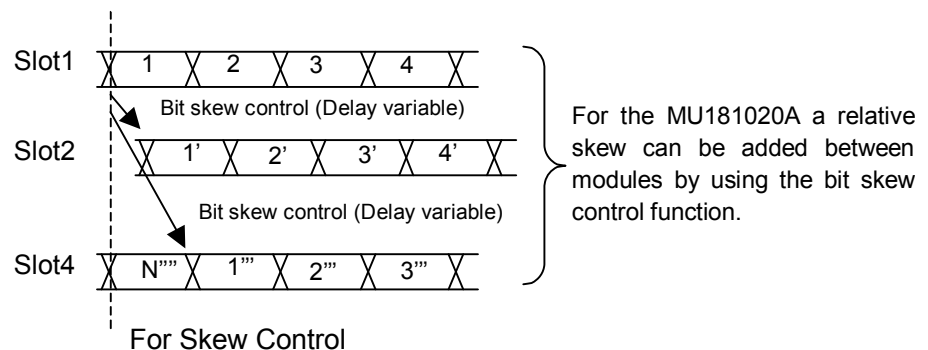 Slot1 1 2 3 4
Bit skew control (Delay variable)
Slot2 1' 2' 3' 4'
Bit skew control (Delay variable)
Slot4 N"" 1"' 2"' 3"'
For Skew Control
For the MU181020A a relative
skew can be added between
modules by using the bit skew
control function.